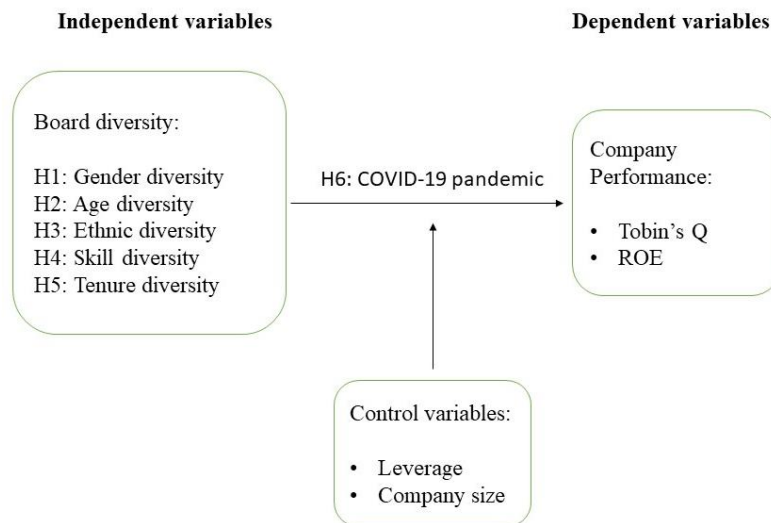 Independent variables
Dependent variables
Board diversity:
H1: Gender diversity
H2: Age diversity
H3: Ethnic diversity
H4: Skill diversity
H5: Tenure diversity
H6: COVID-19 pandemic
Company
Performance:
• Tobin’s Q
• ROE
Control variables:
• Leverage
• Company size